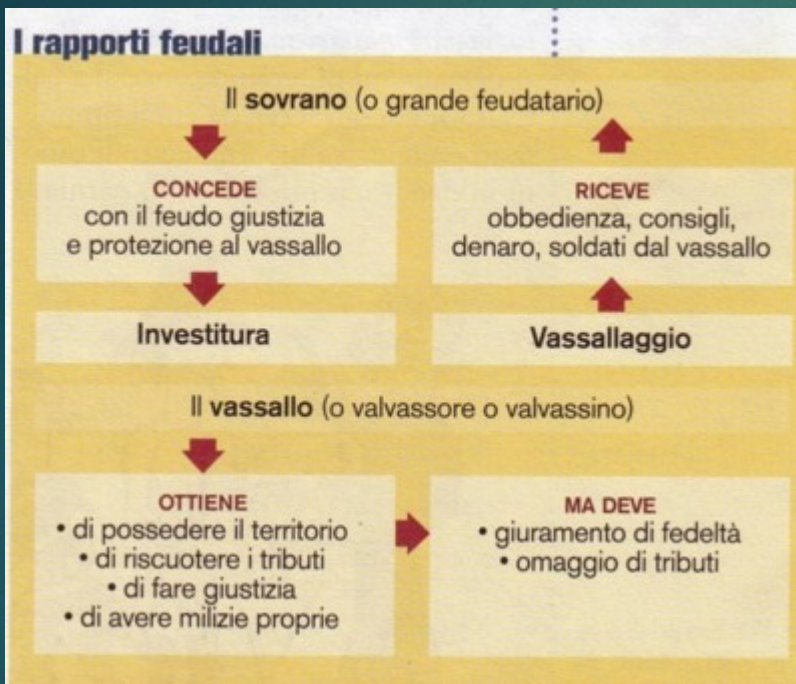 I rapporti feudali
Il sovrano (o grande feudatario)
CONCEDE
con il feudo giustizia
e protezione al vassallo
RICEVE
obbedienza, consigli,
denaro, soldati dal vassallo
Investitura
Vassallaggio
Il vassallo (o valvassore o valvassino)
OTTIENE
• di possedere il territorio
• di riscuotere i tributi
• di fare giustizia
• di avere milizie proprie
MA DEVE
• giuramento di fedeltà
• omaggio di tributi